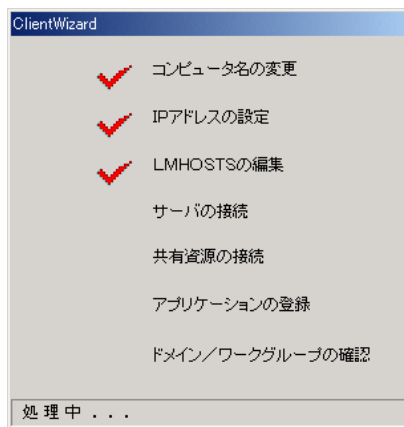 ClientWizard
コンピュータ名の変更
IPアドレスの設定
LMHOSTSの編集
サーバの接続
共有資源の接続
アプリケーションの登録
ドメイン／ワークグループの確認
処理中...